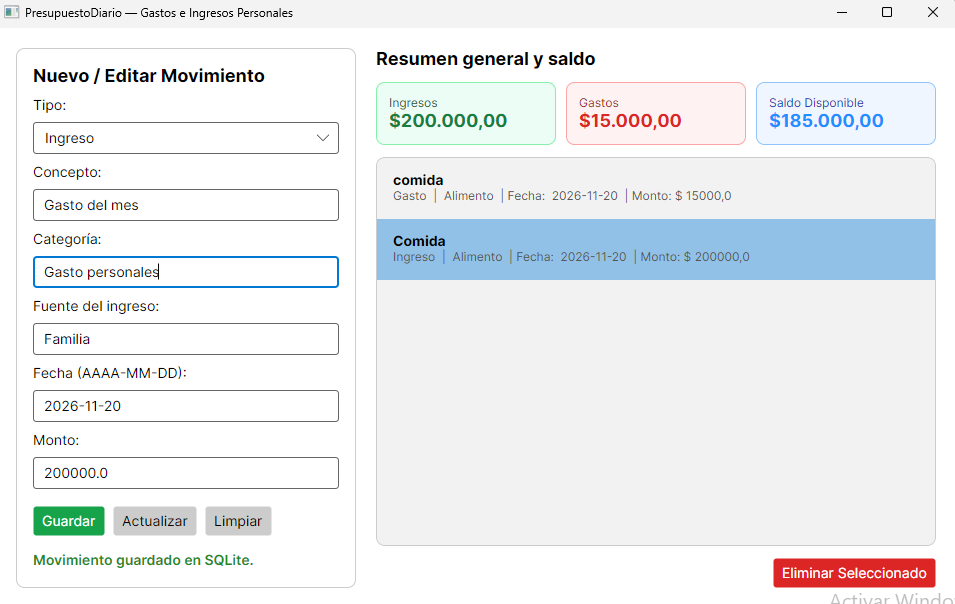 PresupuestoDiario — Gastos e Ingresos Personales
Nuevo / Editar Movimiento
Tipo:
Ingreso
Concepto:
Gasto del mes
Categoría:
Gasto personales
Fuente del ingreso:
Familia
Fecha (AAAA-MM-DD):
2026-11-20
Monto:
200000.0
Guardar Actualizar Limpiar
Movimiento guardado en SQLite.
Resumen general y saldo
Ingresos
$200.000,00
Gastos
$15.000,00
Saldo Disponible
$185.000,00
comida
Gasto | Alimento | Fecha: 2026-11-20 | Monto: $ 15000,0
Comida
Ingreso | Alimento | Fecha: 2026-11-20 | Monto: $ 200000,0
Eliminar Seleccionado
Activar Windo